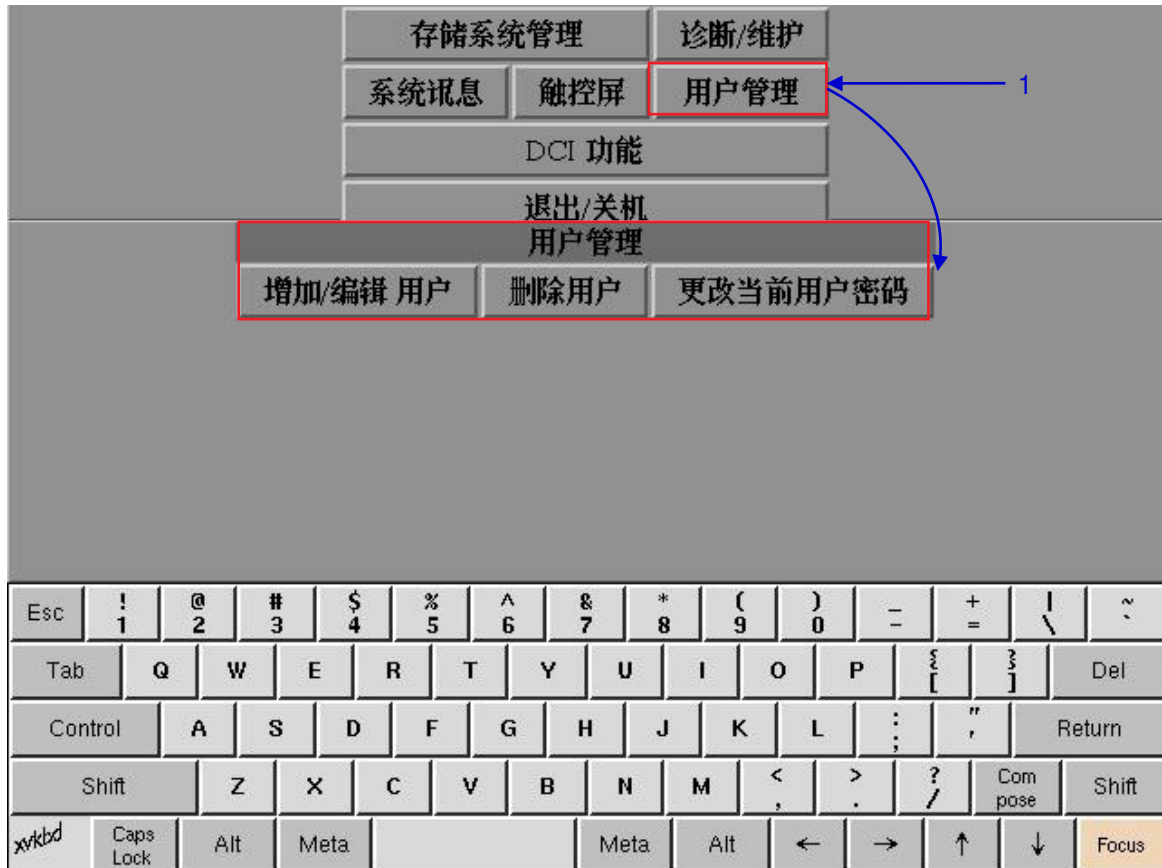 存储系统管理 诊断/维护
系统讯息 触控屏 用户管理 1
DCI 功能
退出/关机
用户管理
增加/编辑 用户 删除用户 更改当前用户密码
Esc ! 1 @ 2 # 3 $ 4 % 5 ^ 6 & 7 * 8 ( 9 ) 0 _ - + = | \ ~ `
Tab Q W E R T Y U I O P { [ } ] Del
Control A S D F G H J K L : ; " ' Return
Shift Z X C V B N M < , > . ? / Com pose Shift
xvkbd Caps Lock Alt Meta Meta Alt ← → ↑ ↓ Focus